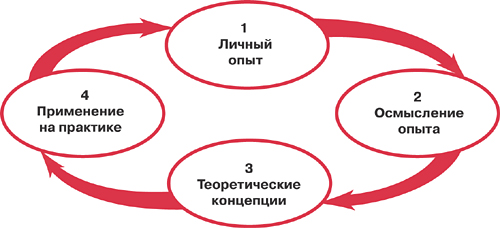 1
Личный
опыт
2
Осмысление
опыта
3
Теоретические
концепции
4
Применение
на практике